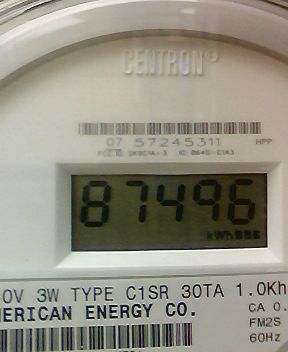 CENTRON®
07 57245311 HPP
87496
kWh
0V 3W TYPE C1SR 30TA 1.0Kh
MERICAN ENERGY CO. CA 0.
FM2S
60Hz